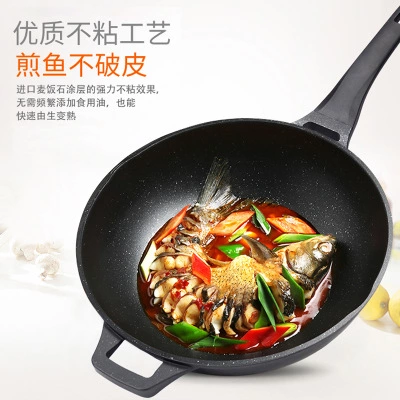 优质不粘工艺
煎鱼不破皮
进口麦饭石涂层的强力不粘效果，
无需频繁添加食用油，也能
快速由生变熟